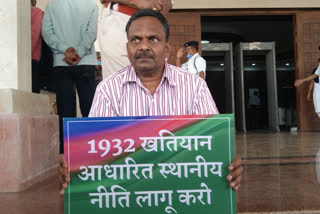 1932 खतियान
आधारित स्थानीय
नीति लागू करो